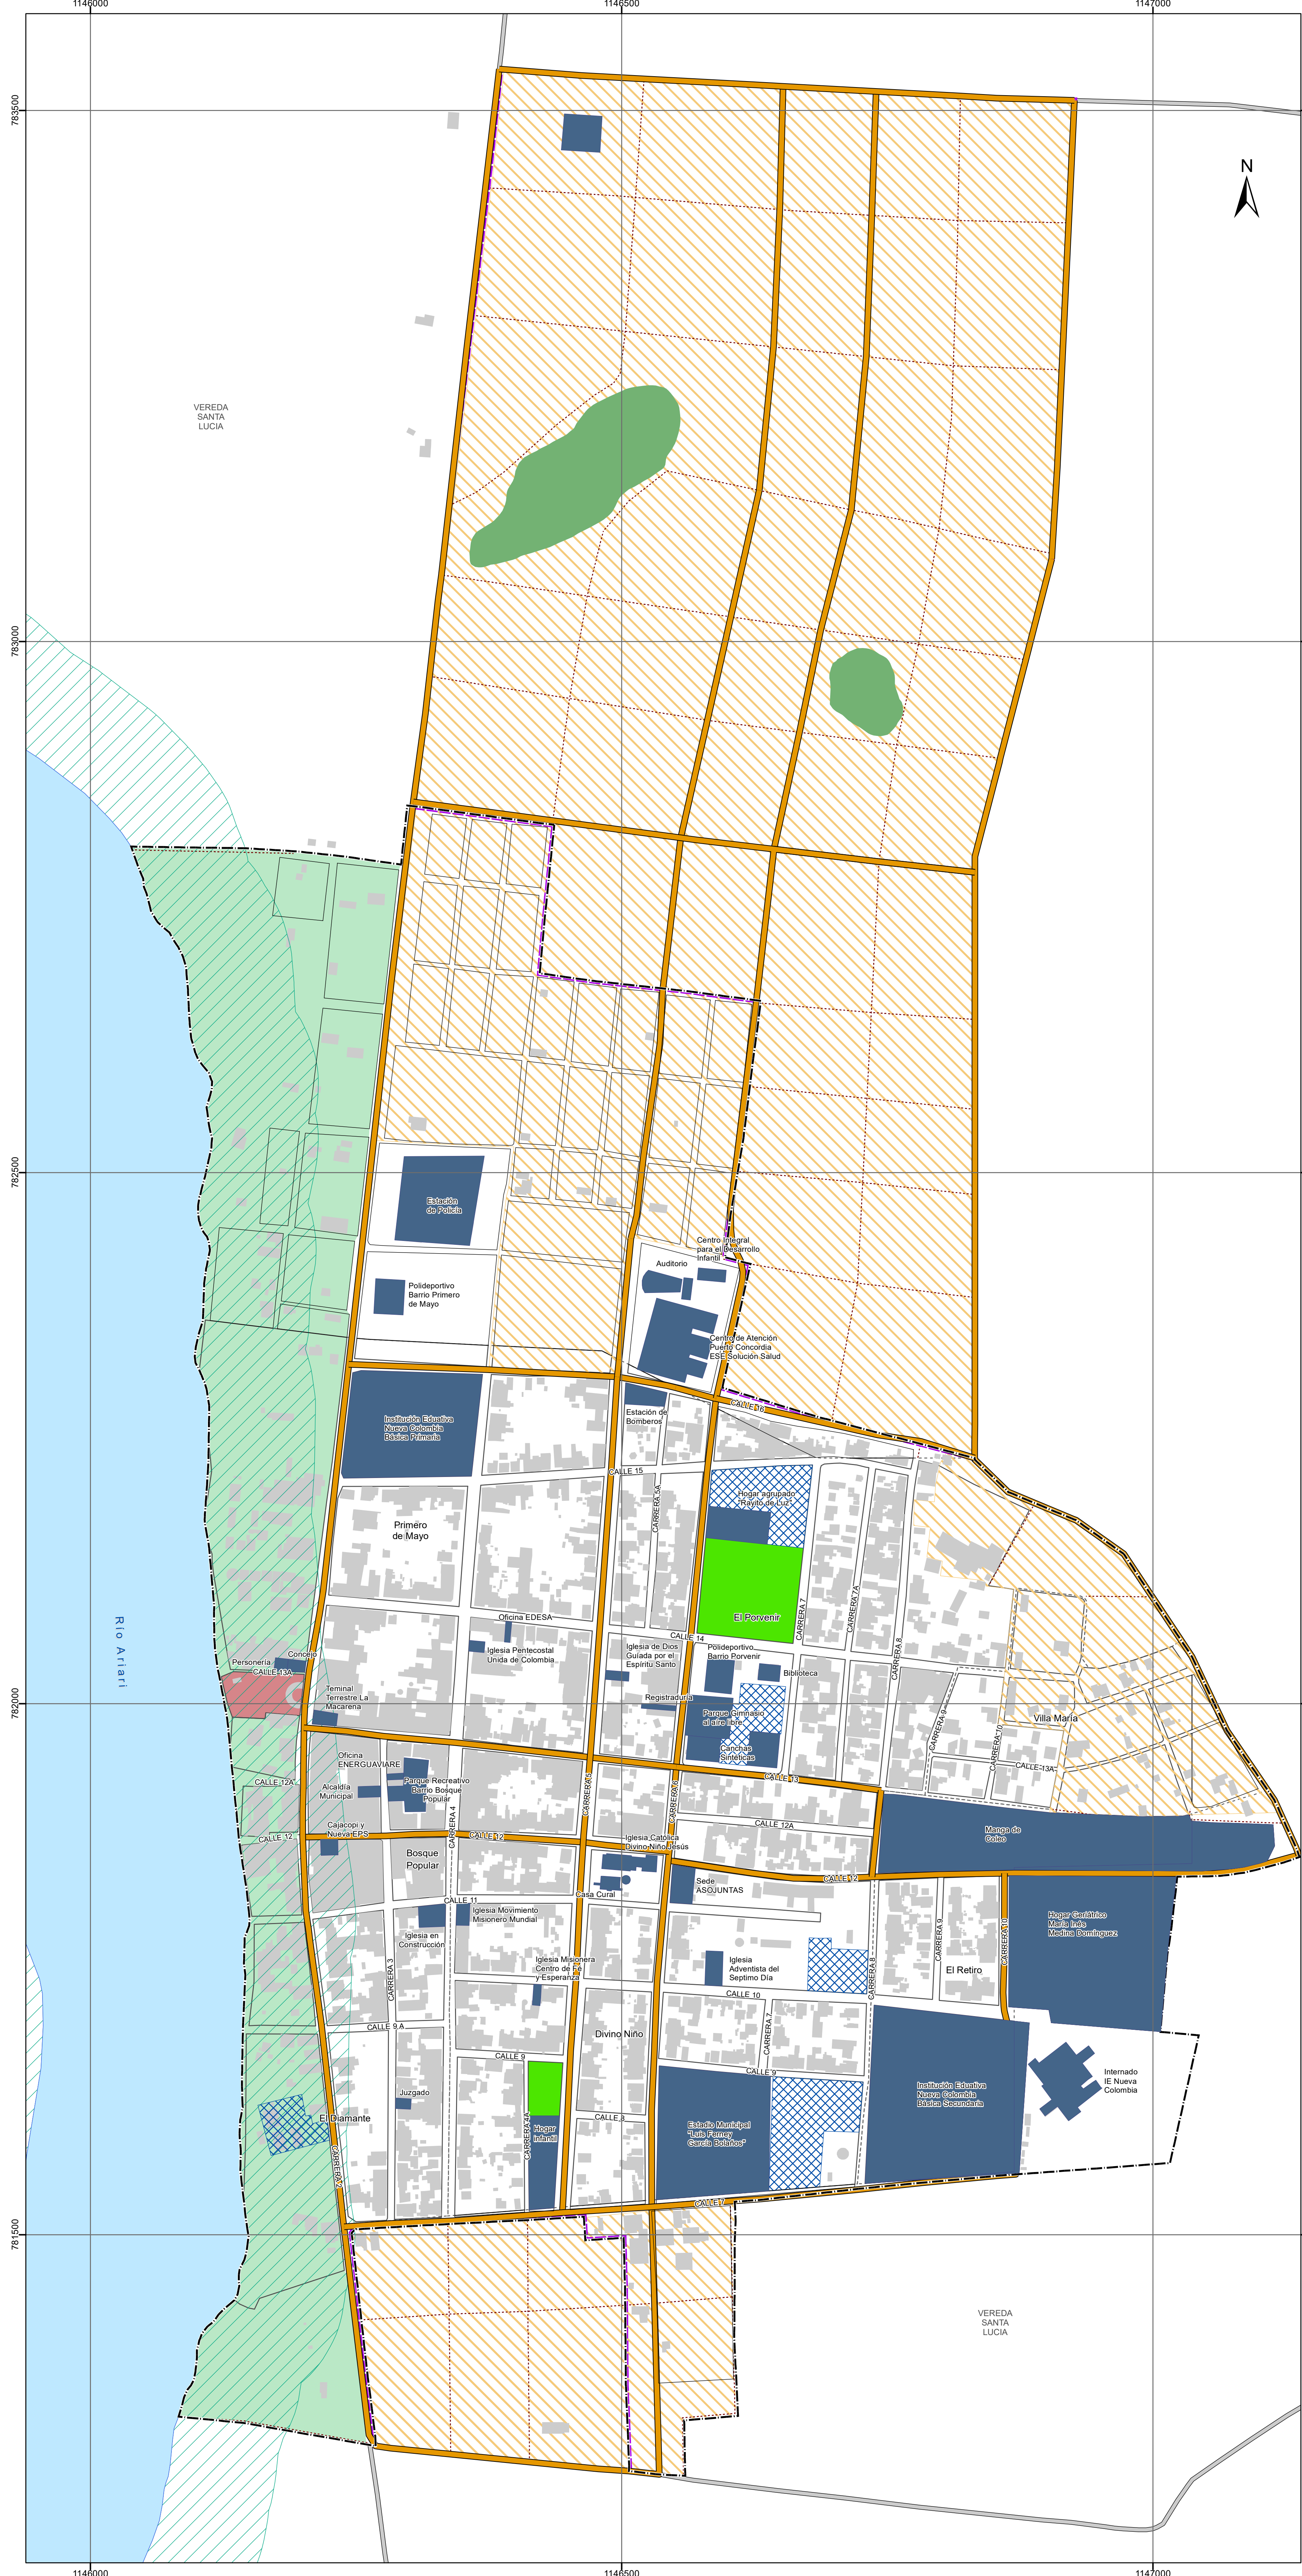 1146000
1146500
1147000
783500
N
VEREDA
SANTA
LUCIA
783000
782500
Estación
de Policía
Centro Integral
para el Desarrollo
Infantil
Auditorio
Polideportivo
Barrio Primero
de Mayo
Centro de Atención
Puerto Concordia
ESE Solución Salud
CALLE 16
Institución Eduativa
Nueva Colombia
Básica Primaria
Estación de
Bomberos
CALLE 15
CARRERA 5A
Hogar agrupado
"Rayito de Luz"
Primero
de Mayo
El Porvenir
CARRERA 7
CARRERA 7A
CARRERA 8
Oficina EDESA
CALLE 14
Iglesia Pentecostal
Unida de Colombia
Iglesia de Dios
Guiada por el
Espíritu Santo
Polideportivo
Barrio Porvenir
Biblioteca
Río Ariari
Concejo
Personería
CALLE 13A
Teminal
Terrestre La
Macarena
Registraduría
Parque Gimnasio
al aire libre
Canchas
Sintéticas
782000
Villa María
CARRERA 9
CARRERA 10
CALLE 13A
Oficina
ENERGUAVIARE
CALLE 12A
Alcaldía
Municipal
Parque Recreativo
Barrio Bosque
Popular
CALLE 13
CARRERA 5
CARRERA 6
CARRERA 4
Cajacopi y
Nueva EPS
CALLE 12
CALLE 12
CALLE 12A
Manga de
Coleo
Iglesia Católica
Divino Niño Jesús
Bosque
Popular
CALLE 12
Sede
ASOJUNTAS
Casa Cural
CALLE 11
Iglesia Movimiento
Misionero Mundial
Iglesia en
Construcción
Hogar Geriátrico
María Inés
Medina Domínguez
CARRERA 9
CARRERA 10
Iglesia Misionera
Centro de Fé
y Esperanza
Iglesia
Adventista del
Septimo Día
El Retiro
CARRERA 3
CARRERA 8
CALLE 10
CALLE 9 A
Divino Niño
CARRERA 7
CALLE 9
CALLE 9
Internado
IE Nueva
Colombia
Juzgado
Institución Eduativa
Nueva Colombia
Básica Secundaria
El Diamante
CALLE 8
CARRERA 4A
Hogar
infantil
Estadio Municipal
"Luis Ferney
García Bolaños"
CARRERA 2
CALLE 7
781500
VEREDA
SANTA
LUCIA
1146000
1146500
1147000